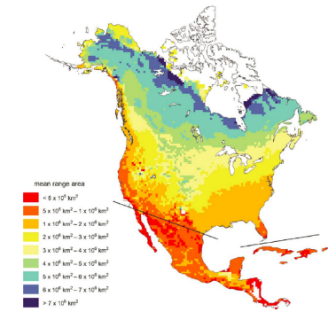 mean range area
< 5 x 10⁵ km²
5 x 10⁵ km² – 1 x 10⁶ km²
1 x 10⁶ km² – 2 x 10⁶ km²
2 x 10⁶ km² – 3 x 10⁶ km²
3 x 10⁶ km² – 4 x 10⁶ km²
4 x 10⁶ km² – 5 x 10⁶ km²
5 x 10⁶ km² – 6 x 10⁶ km²
6 x 10⁶ km² – 7 x 10⁶ km²
> 7 x 10⁶ km²